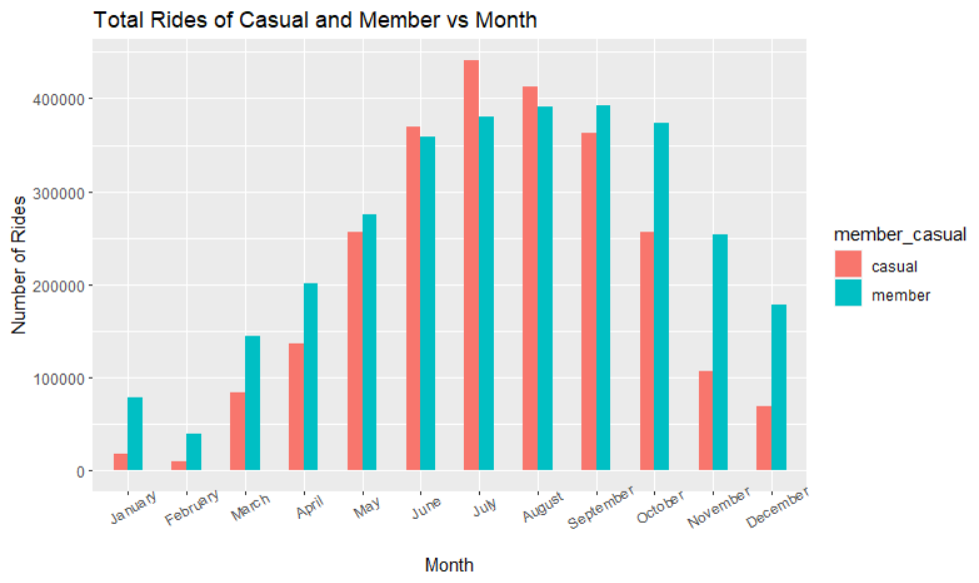 Total Rides of Casual and Member vs Month
Number of Rides
400000
300000
200000
100000
0
January February March April May June July August September October November December
Month
member_casual
casual
member